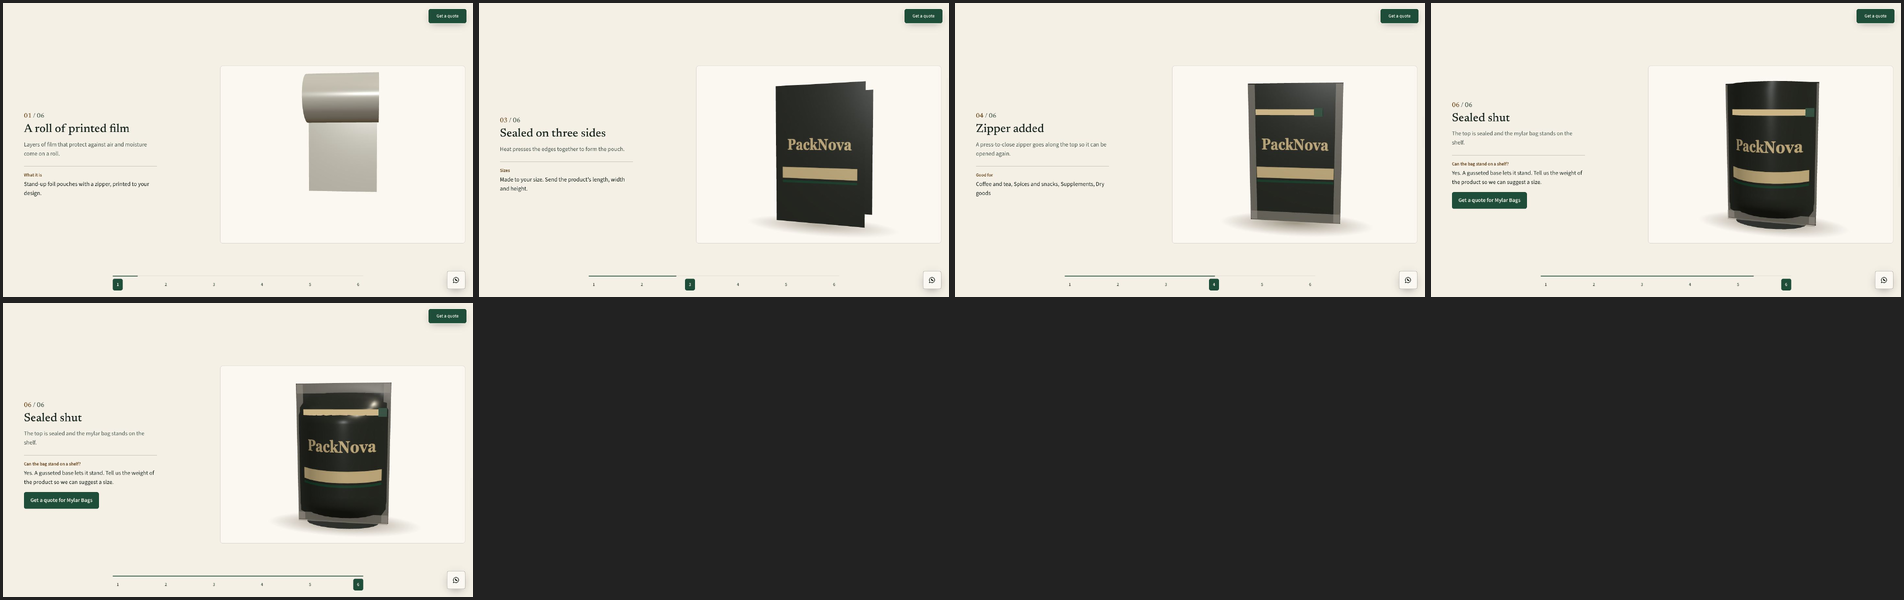 Get a quote
01 / 06
A roll of printed film
Layers of film that protect against air and moisture
come on a roll.
What it is
Stand-up foil pouches with a zipper, printed to your
design.
1 2 3 4 5 6
Get a quote
03 / 06
Sealed on three sides
Heat presses the edges together to form the pouch.
Sizes
Made to your size. Send the product's length, width
and height.
PackNova
1 2 3 4 5 6
Get a quote
04 / 06
Zipper added
A press-to-close zipper goes along the top so it can be
opened again.
Good for
Coffee and tea, Spices and snacks, Supplements, Dry
goods
PackNova
1 2 3 4 5 6
Get a quote
06 / 06
Sealed shut
The top is sealed and the mylar bag stands on the
shelf.
Can the bag stand on a shelf?
Yes. A gusseted base lets it stand. Tell us the weight of
the product so we can suggest a size.
Get a quote for Mylar Bags
PackNova
1 2 3 4 5 6
Get a quote
06 / 06
Sealed shut
The top is sealed and the mylar bag stands on the
shelf.
Can the bag stand on a shelf?
Yes. A gusseted base lets it stand. Tell us the weight of
the product so we can suggest a size.
Get a quote for Mylar Bags
PackNova
1 2 3 4 5 6